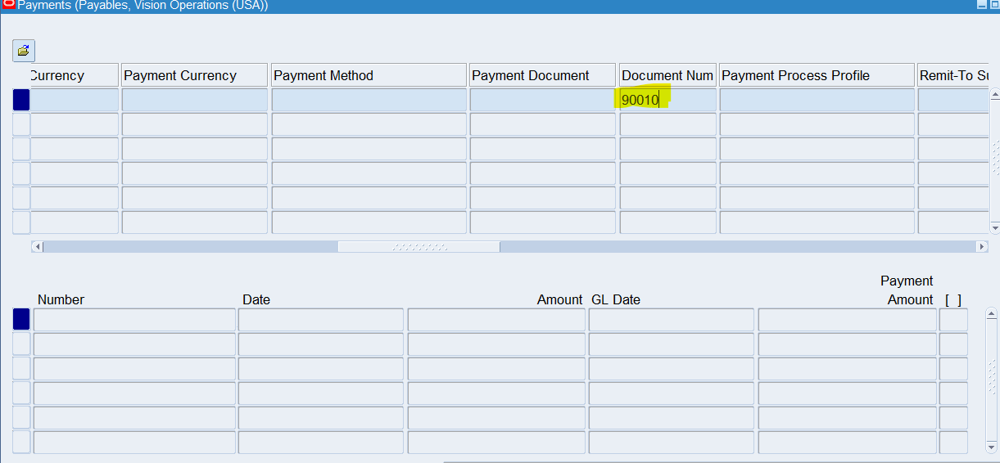 Payments (Payables, Vision Operations (USA))
Currency Payment Currency Payment Method Payment Document Document Num Payment Process Profile Remit-To Su
90010
Payment
Number Date Amount GL Date Amount [ ]